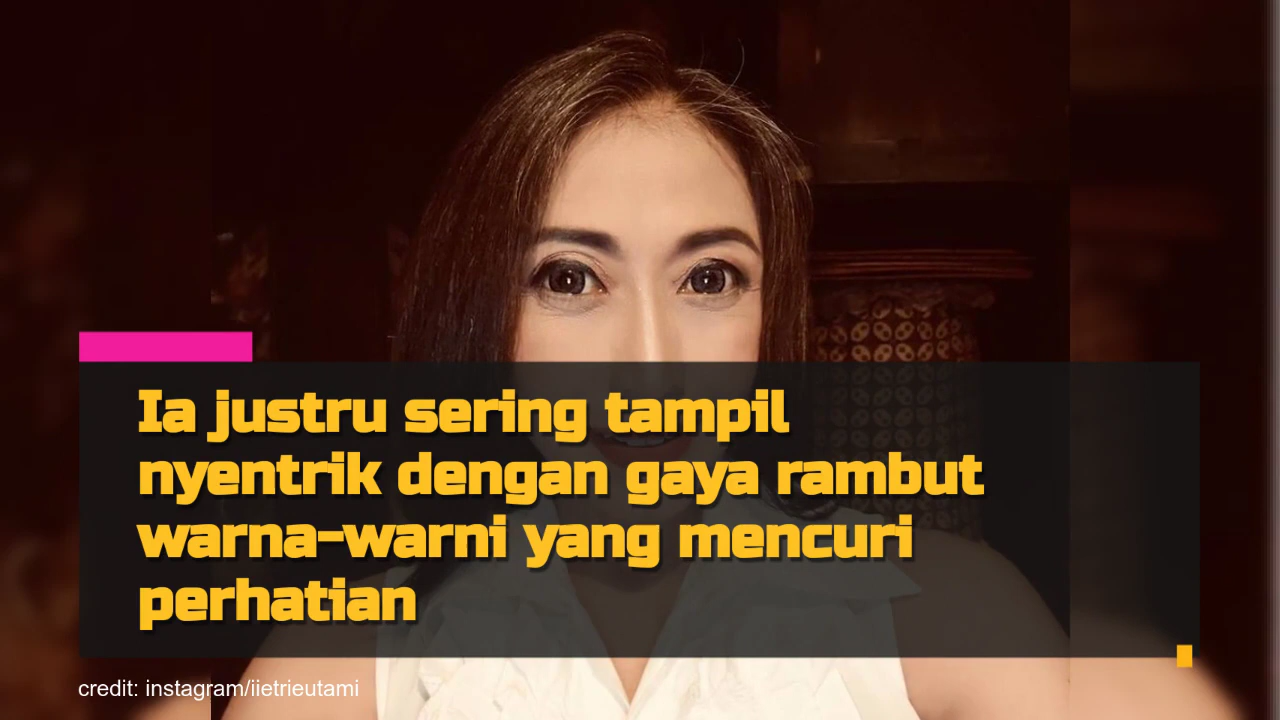 Ia justru sering tampil
nyentrik dengan gaya rambut
warna-warni yang mencuri
perhatian
credit: instagram/iietrieutami